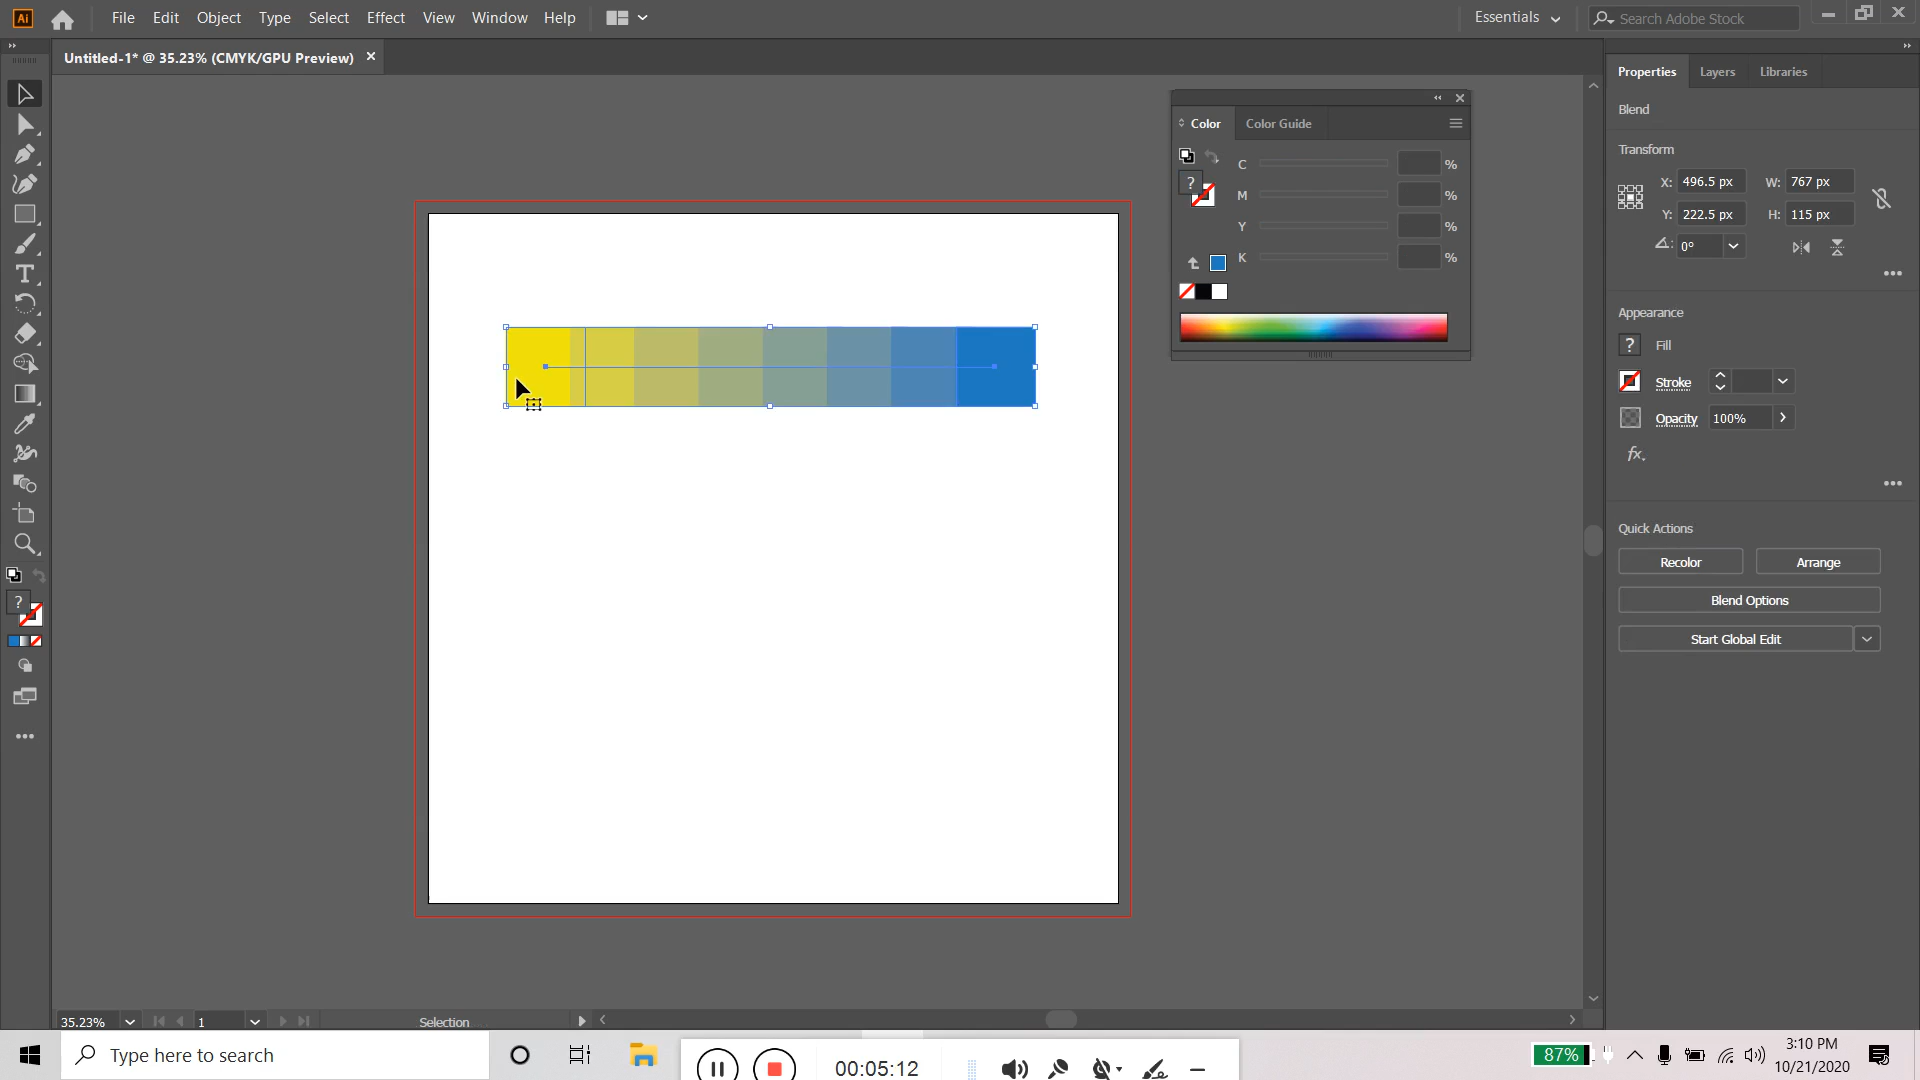 Ai File Edit Object Type Select Effect View Window Help Essentials Search Adobe Stock
Untitled-1* @ 35.23% (CMYK/GPU Preview)
Properties Layers Libraries
Blend
Transform
X: 496.5 px W: 767 px
Y: 222.5 px H: 115 px
0°
Color Color Guide
C %
M %
Y %
K %
?
Appearance
? Fill
Stroke
Opacity 100%
fx.
Quick Actions
Recolor Arrange
Blend Options
Start Global Edit
T
?
35.23% 1 Selection
Type here to search
00:05:12
87%
3:10 PM
10/21/2020